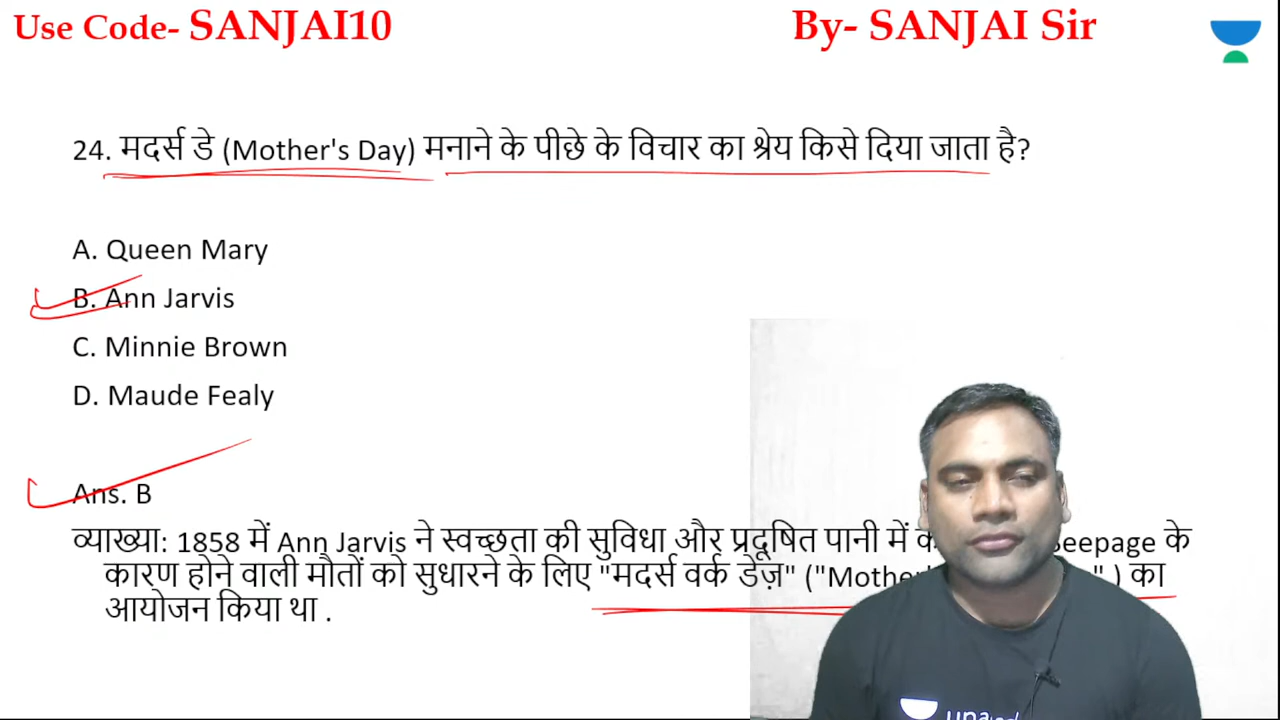 Use Code- SANJAI10
By- SANJAI Sir
24. मदर्स डे (Mother's Day) मनाने के पीछे के विचार का श्रेय किसे दिया जाता है?
A. Queen Mary
B. Ann Jarvis
C. Minnie Brown
D. Maude Fealy
Ans. B
व्याख्या: 1858 में Ann Jarvis ने स्वच्छता की सुविधा और प्रदूषित पानी में seepage के
कारण होने वाली मौतों को सुधारने के लिए "मदर्स वर्क डेज़" ("Mother' " ) का
आयोजन किया था .